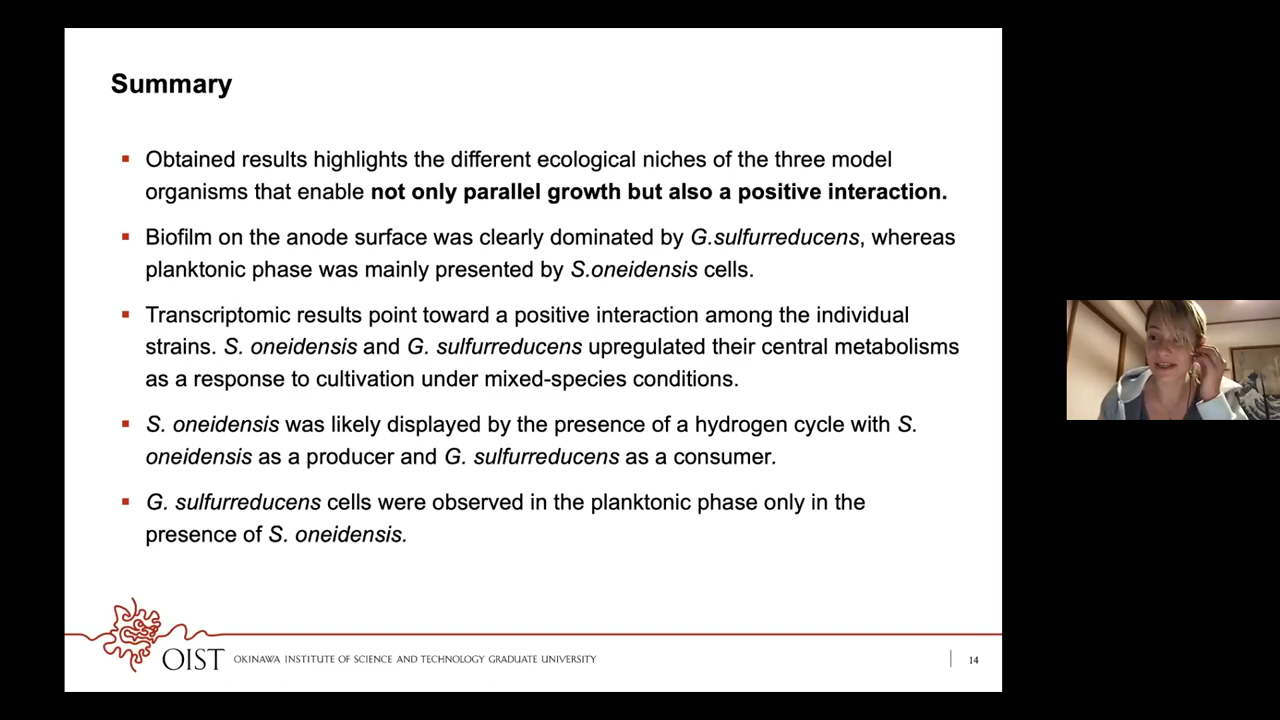 Summary
▪ Obtained results highlights the different ecological niches of the three model
organisms that enable not only parallel growth but also a positive interaction.
▪ Biofilm on the anode surface was clearly dominated by G.sulfurreducens, whereas
planktonic phase was mainly presented by S.oneidensis cells.
▪ Transcriptomic results point toward a positive interaction among the individual
strains. S. oneidensis and G. sulfurreducens upregulated their central metabolisms
as a response to cultivation under mixed-species conditions.
▪ S. oneidensis was likely displayed by the presence of a hydrogen cycle with S.
oneidensis as a producer and G. sulfurreducens as a consumer.
▪ G. sulfurreducens cells were observed in the planktonic phase only in the
presence of S. oneidensis.
OIST OKINAWA INSTITUTE OF SCIENCE AND TECHNOLOGY GRADUATE UNIVERSITY
14